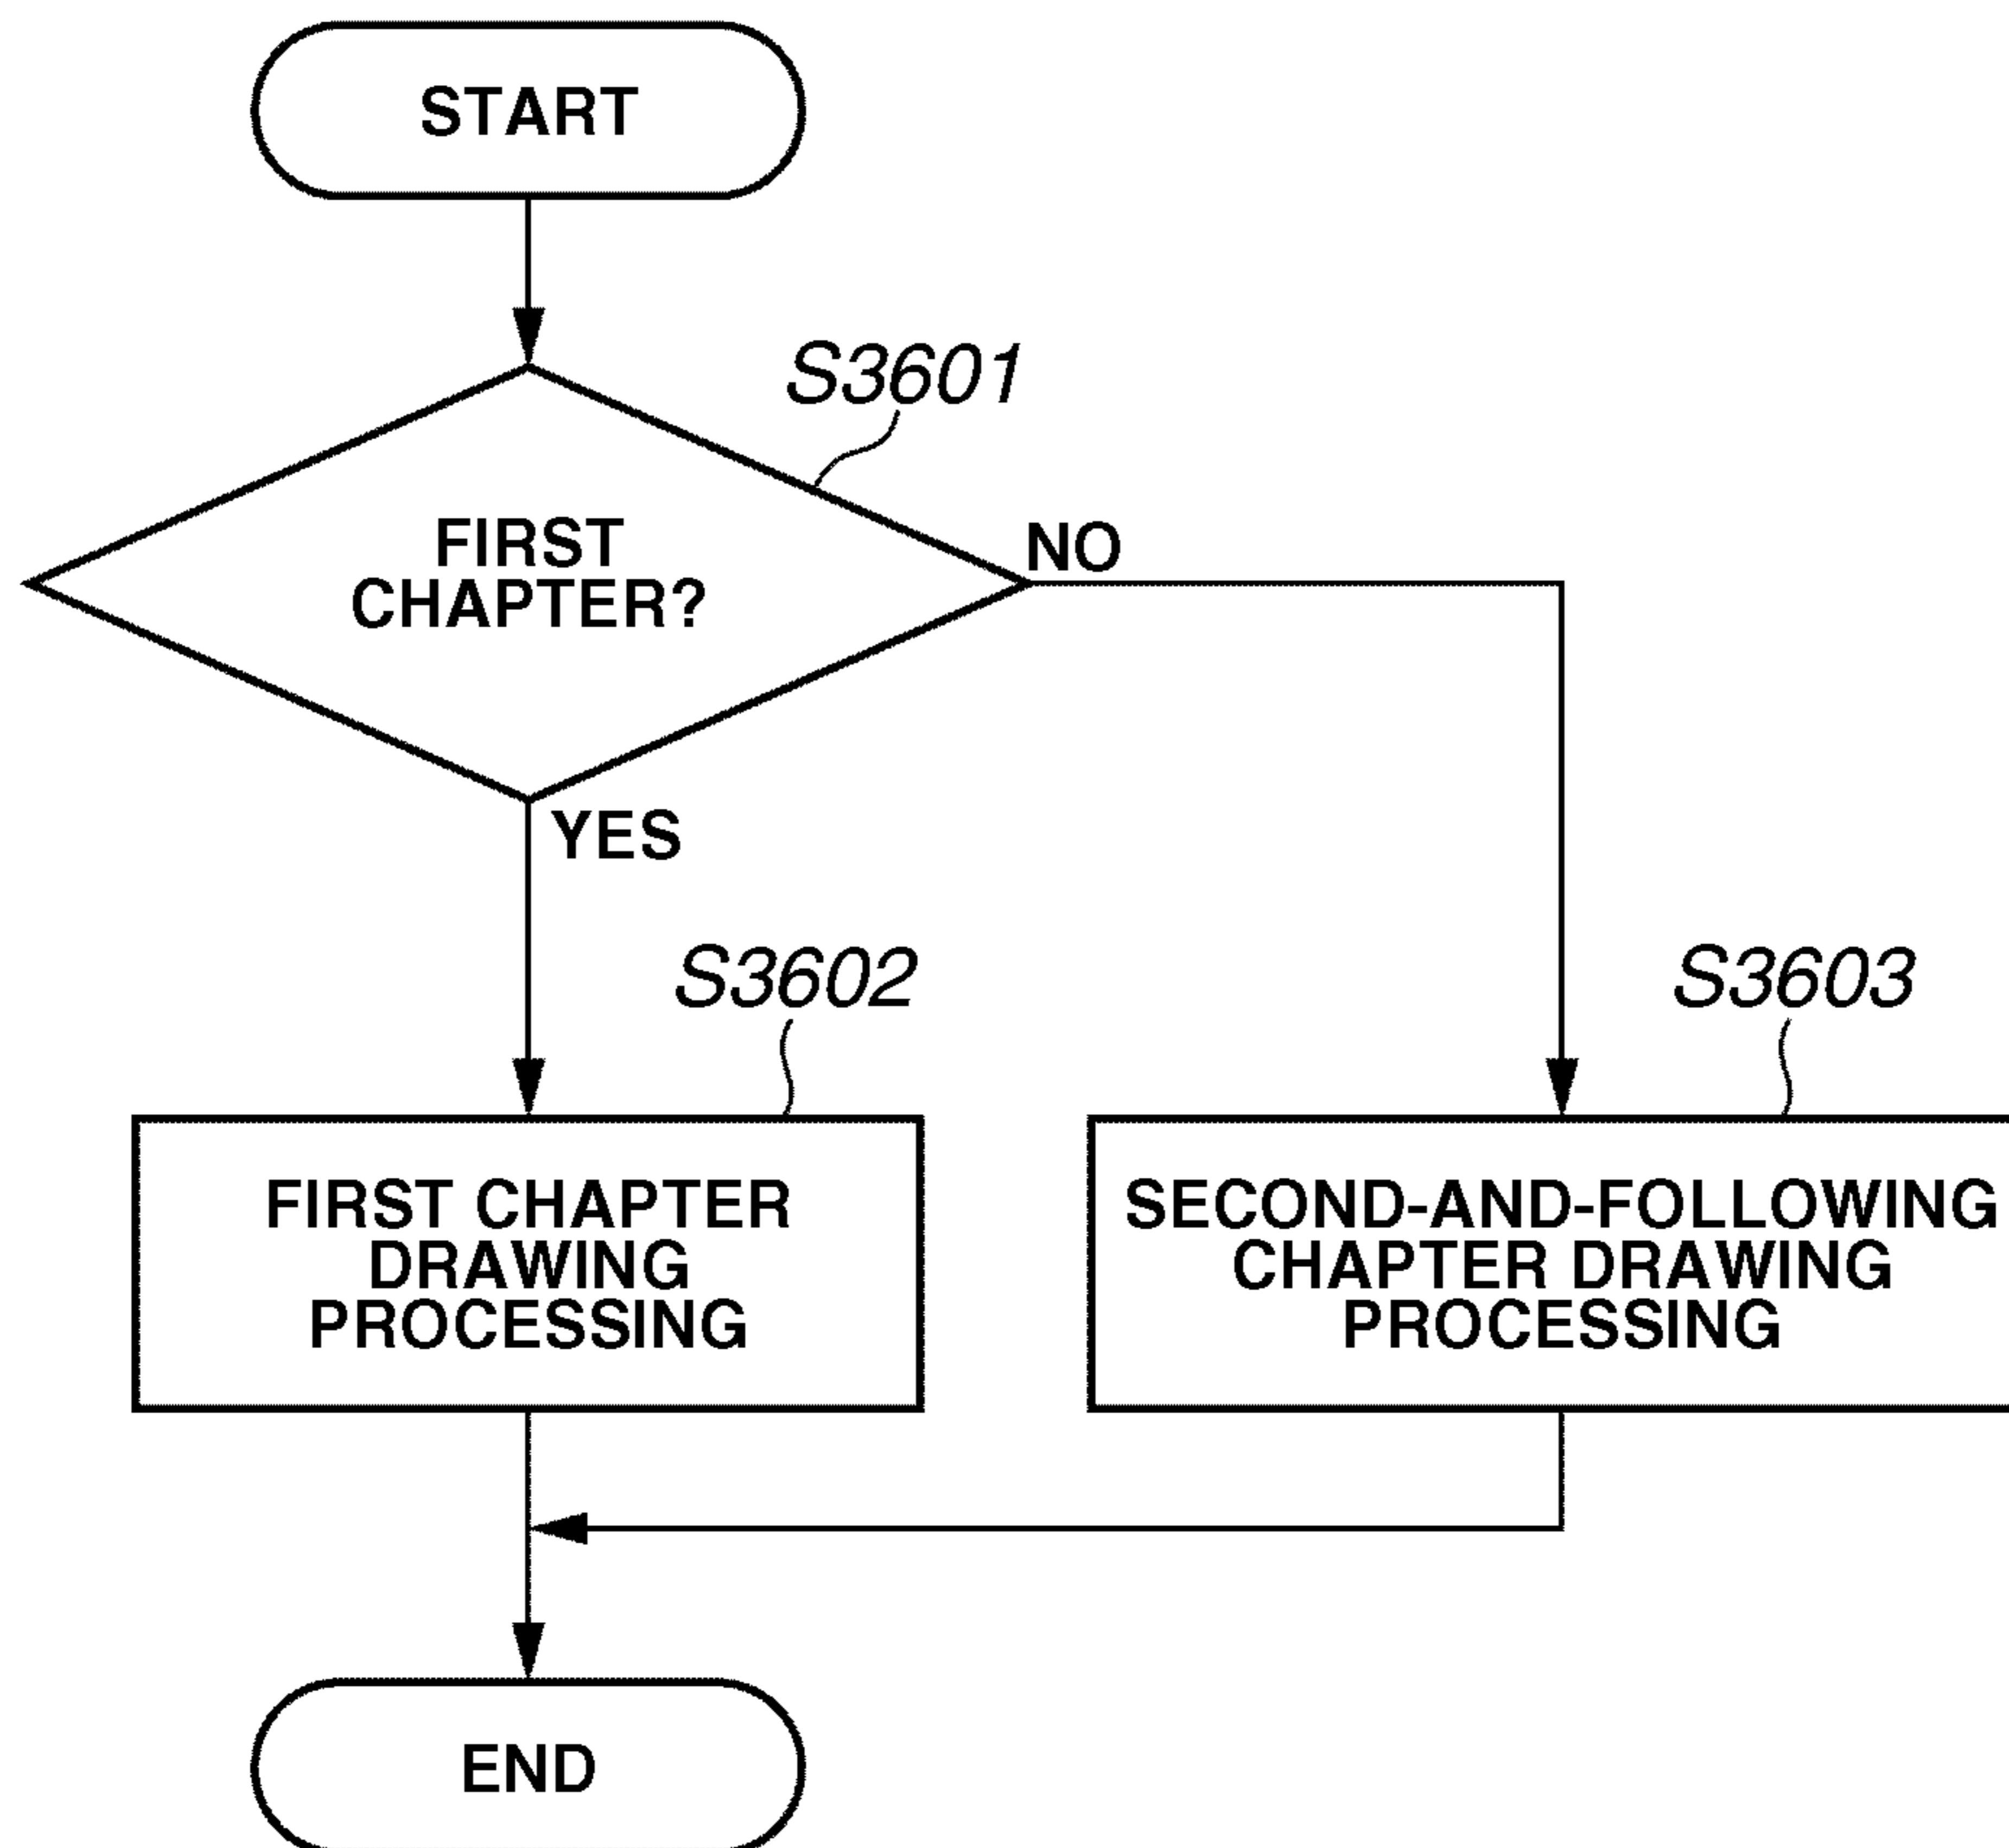 START
S3601
FIRST
CHAPTER?
NO
YES
S3602
S3603
FIRST CHAPTER
DRAWING
PROCESSING
SECOND-AND-FOLLOWING
CHAPTER DRAWING
PROCESSING
END